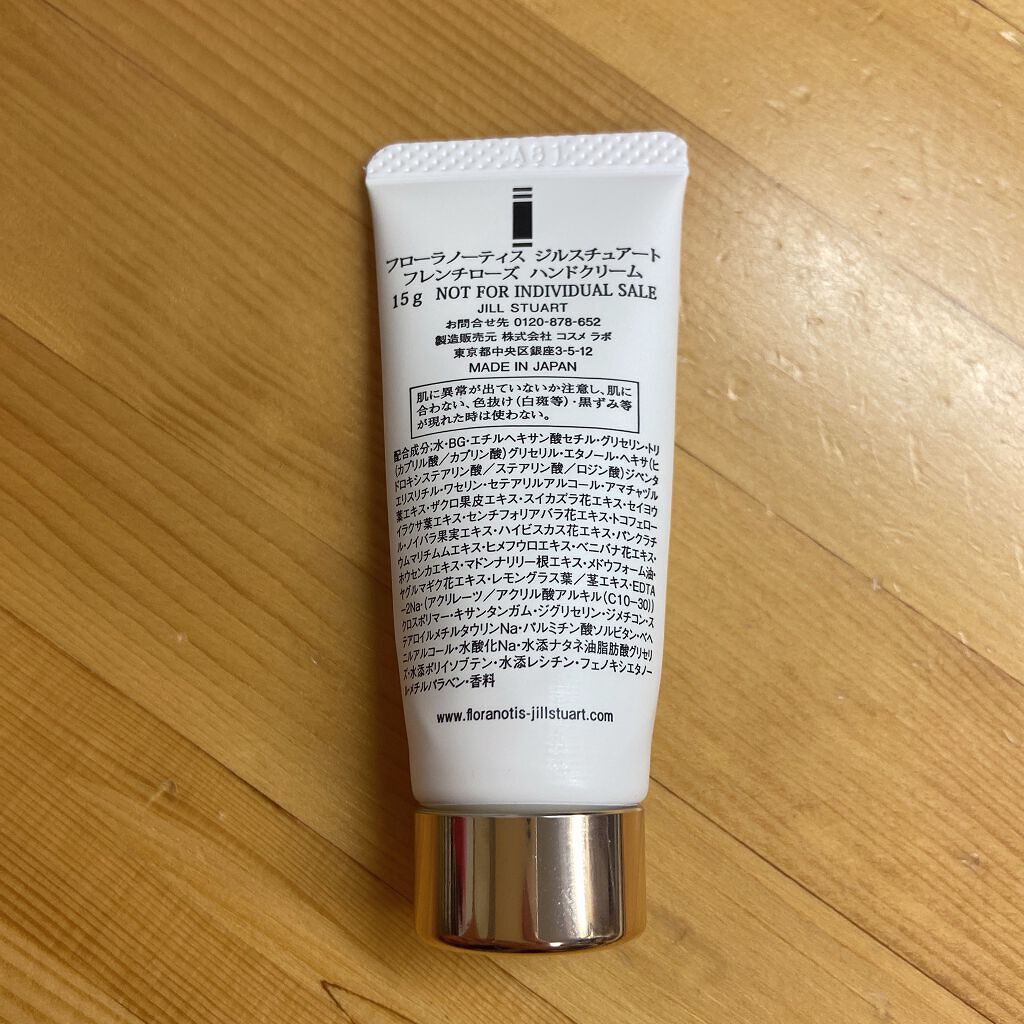 A61
フローラノーティス ジルスチュアート
フレンチローズ ハンドクリーム
15g NOT FOR INDIVIDUAL SALE
JILL STUART
お問合せ先 0120-878-652
製造販売元 株式会社 コスメ ラボ
東京都中央区銀座3-5-12
MADE IN JAPAN
肌に異常が出ていないか注意し、肌に
合わない、色抜け(白斑等)・黒ずみ等
が現れた時は使わない。
配合成分;水・BG・エチルヘキサン酸セチル・グリセリン・トリ
(カプリル酸/カプリン酸)グリセリル・エタノール・ヘキサ(ヒ
ドロキシステアリン酸/ステアリン酸/ロジン酸)ジペンタ
エリスリチル・ワセリン・セテアリルアルコール・アマチャヅル
葉エキス・ザクロ果皮エキス・スイカズラ花エキス・セイヨウ
イラクサ葉エキス・センチフォリアバラ花エキス・トコフェロー
ル・ノイバラ果実エキス・ハイビスカス花エキス・パンクラチ
ウムマリチムムエキス・ヒメフウロエキス・ベニバナ花エキス・
ホウセンカエキス・マドンナリリー根エキス・メドウフォーム油・
ヤグルマギク花エキス・レモングラス葉/茎エキス・EDTA
-2Na・(アクリレーツ/アクリル酸アルキル(C10-30))
クロスポリマー・キサンタンガム・ジグリセリン・ジメチコン・ス
テアロイルメチルタウリンNa・パルミチン酸ソルビタン・ベヘ
ニルアルコール・水酸化Na・水添ナタネ油脂肪酸グリセリ
ズ・水添ポリイソブテン・水添レシチン・フェノキシエタノー
ル・メチルパラベン・香料
www.floranotis-jillstuart.com